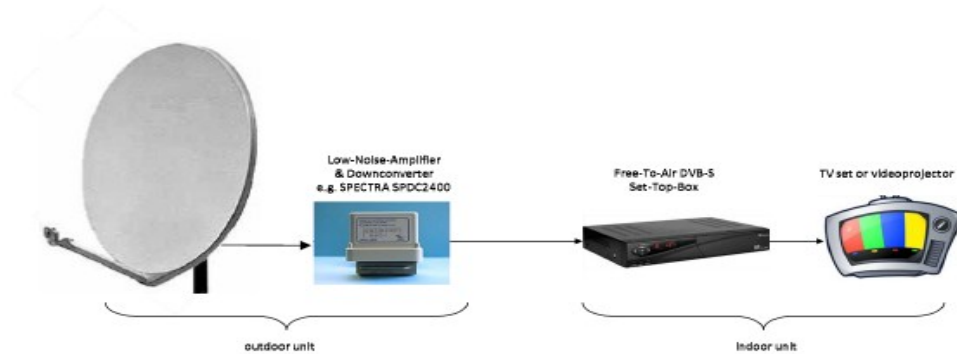 Low-Noise-Amplifier
& Downconverter
e.g. SPECTRA SPDC2400
Free-To-Air DVB-S
Set-Top-Box
TV set or videoprojector
outdoor unit
indoor unit